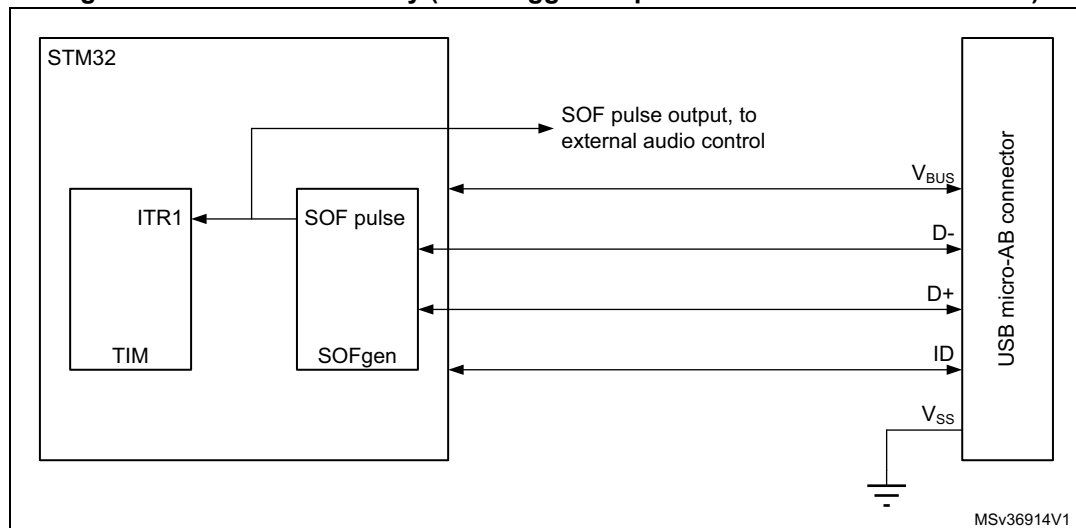 STM32
SOF pulse output, to
external audio control
VBUS
ITR1
SOF pulse
D-
D+
TIM
SOFgen
ID
VSS
USB micro-AB connector
MSv36914V1